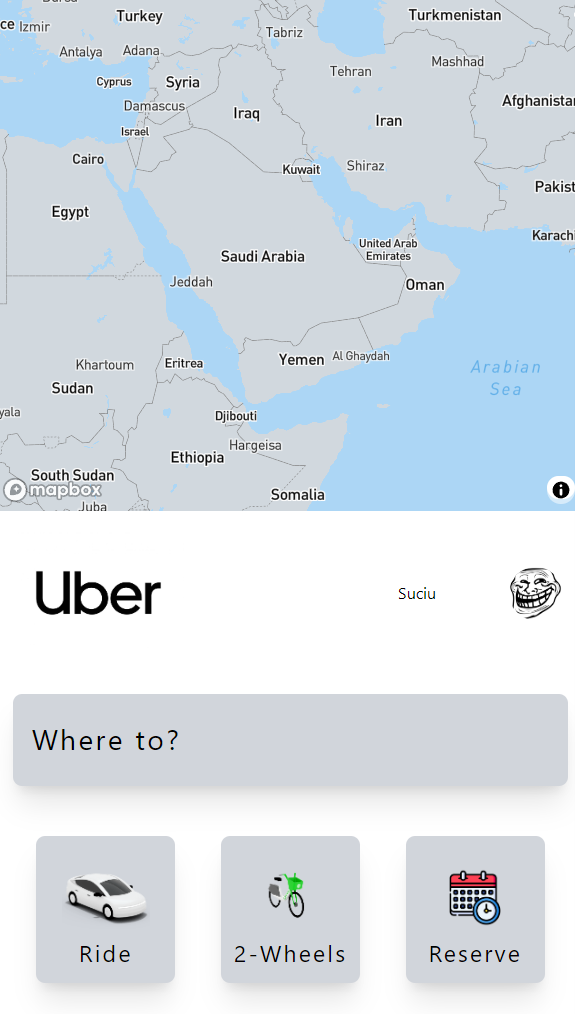 Turkey
Turkmenistan
ce
Izmir
Tabriz
Antalya
Adana
Mashhad
Tehran
Cyprus
Syria
Afghanistan
Damascus
Iraq
Iran
Israel
Cairo
Kuwait
Shiraz
Pakist
Egypt
Karachi
United Arab
Emirates
Saudi Arabia
Jeddah
Oman
Yemen
Al Ghaydah
Khartoum
Eritrea
Arabian
Sea
Sudan
yala
Djibouti
Hargeisa
Ethiopia
South Sudan
mapbox
Somalia
Juba
Uber
Suciu
Where to?
Ride
2-Wheels
Reserve